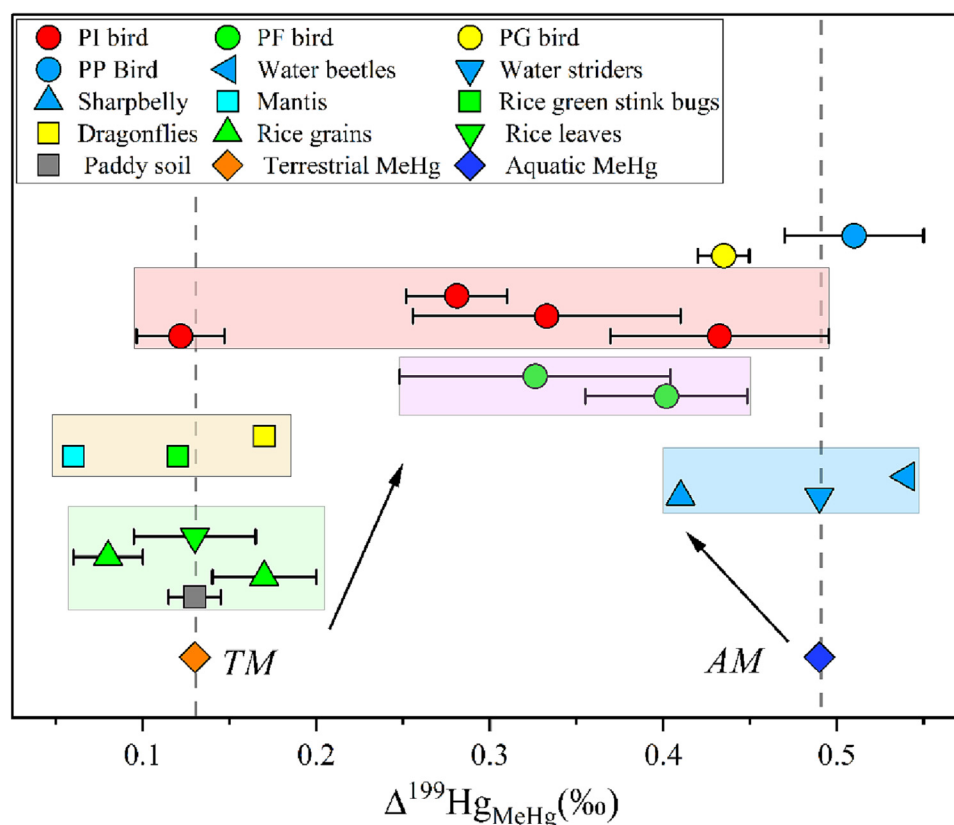 PI bird PF bird PG bird
PP Bird Water beetles Water striders
Sharpbelly Mantis Rice green stink bugs
Dragonflies Rice grains Rice leaves
Paddy soil Terrestrial MeHg Aquatic MeHg
TM AM
0.1 0.2 0.3 0.4 0.5
Δ¹⁹⁹Hg_MeHg(‰)